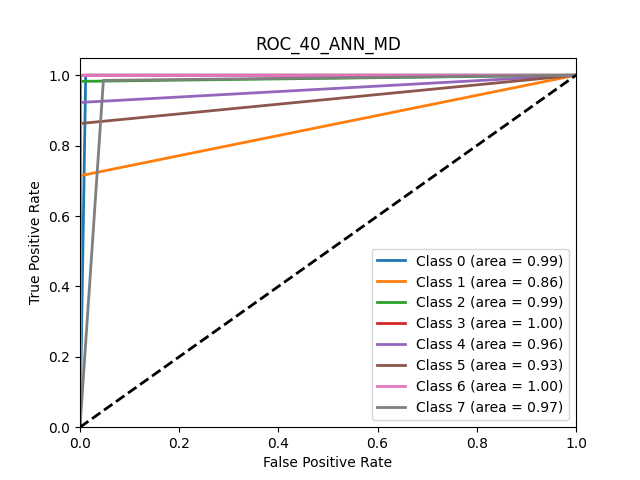 ROC_40_ANN_MD
True Positive Rate
1.0
0.8
0.6
0.4
0.2
0.0
Class 0 (area = 0.99)
Class 1 (area = 0.86)
Class 2 (area = 0.99)
Class 3 (area = 1.00)
Class 4 (area = 0.96)
Class 5 (area = 0.93)
Class 6 (area = 1.00)
Class 7 (area = 0.97)
0.0 0.2 0.4 0.6 0.8 1.0
False Positive Rate